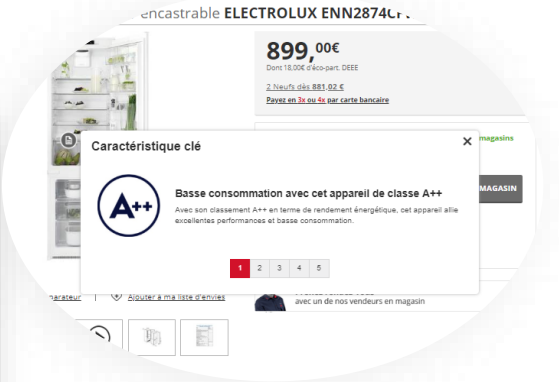 encastrable ELECTROLUX
899,00€
Dont 18,00€ d'éco-part. DEEE
2 Neufs dès 881,02 €
Payez en 3x ou 4x par carte bancaire
magasins
Caractéristique clé
×
MAGASIN
A++
Basse consommation avec cet appareil de classe A++
Avec son classement A++ en terme de rendement énergétique, cet appareil allie
excellentes performances et basse consommation.
1 2 3 4 5
Ajouter à ma liste d'envies
avec un de nos vendeurs en magasin